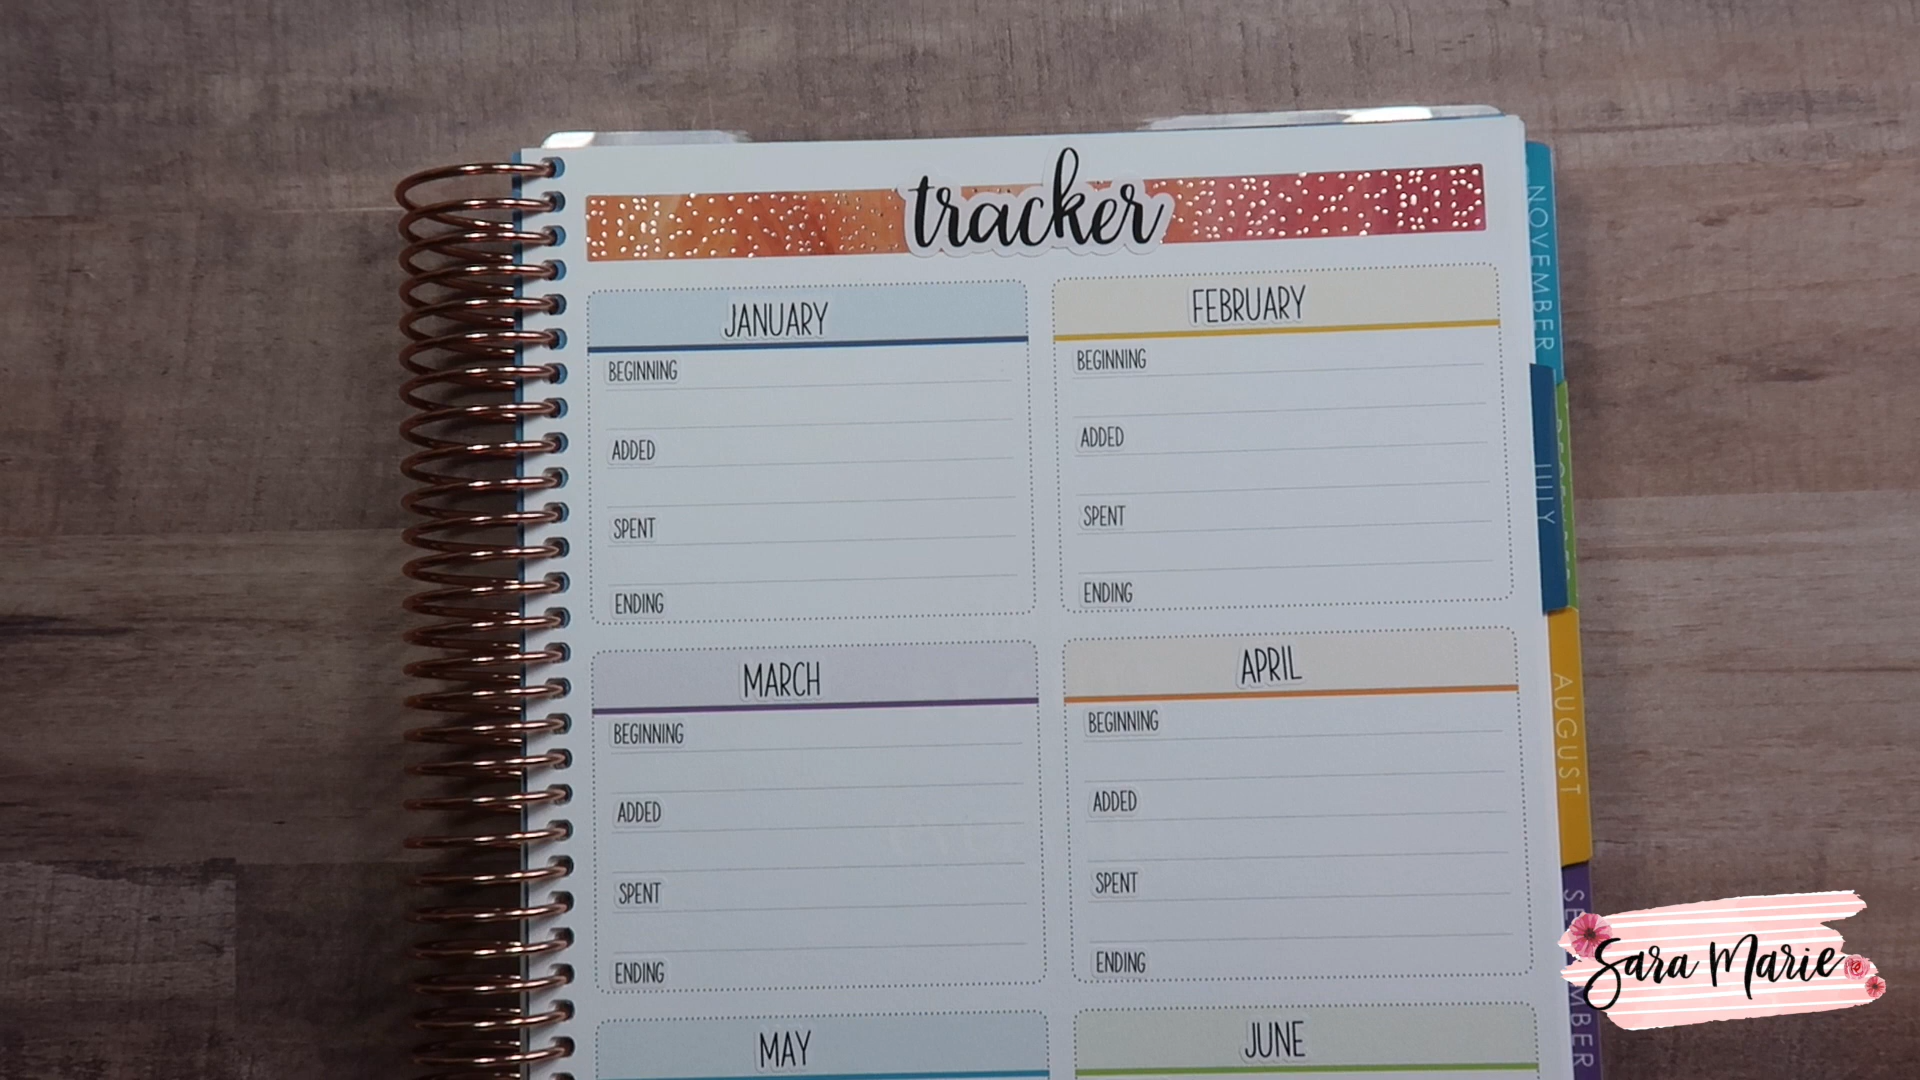 tracker
JANUARY
BEGINNING
ADDED
SPENT
ENDING
FEBRUARY
BEGINNING
ADDED
SPENT
ENDING
MARCH
BEGINNING
ADDED
SPENT
ENDING
APRIL
BEGINNING
ADDED
SPENT
ENDING
MAY
JUNE
NOVEMBER
JULY
AUGUST
Sara Marie